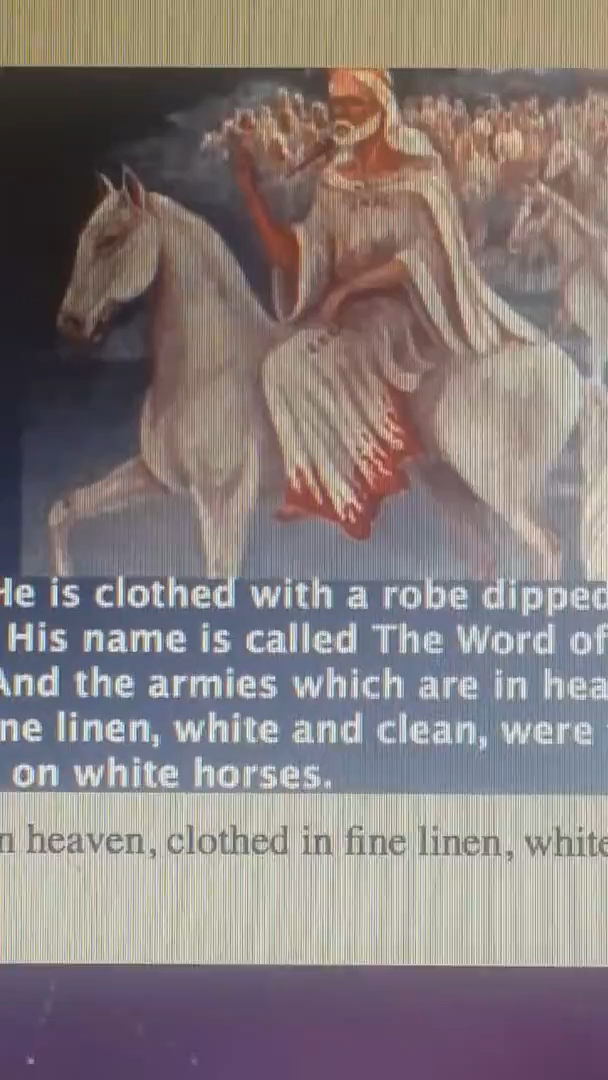 He is clothed with a robe dipped
His name is called The Word of
And the armies which are in hea
ne linen, white and clean, were
on white horses.
n heaven, clothed in fine linen, white